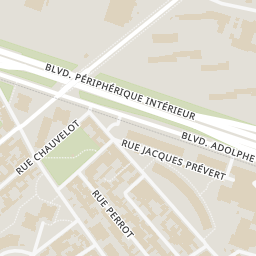 BLVD. PÉRIPHÉRIQUE INTÉRIEUR
BLVD. ADOLPHE
RUE CHAUVELOT
RUE JACQUES PRÉVERT
RUE PERROT